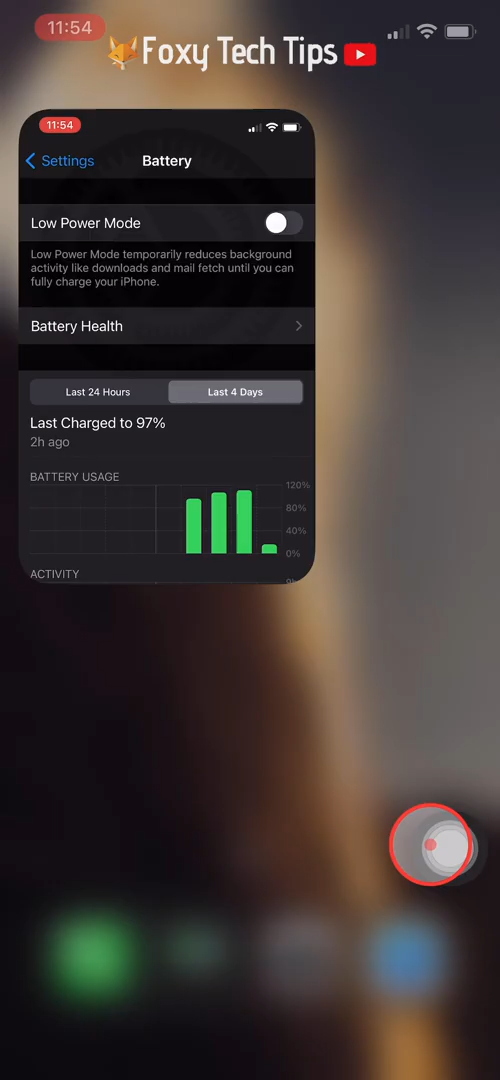 11:54
Foxy Tech Tips
11:54
Settings
Battery
Low Power Mode
Low Power Mode temporarily reduces background
activity like downloads and mail fetch until you can
fully charge your iPhone.
Battery Health
Last 24 Hours
Last 4 Days
Last Charged to 97%
2h ago
BATTERY USAGE
120%
80%
40%
0%
ACTIVITY